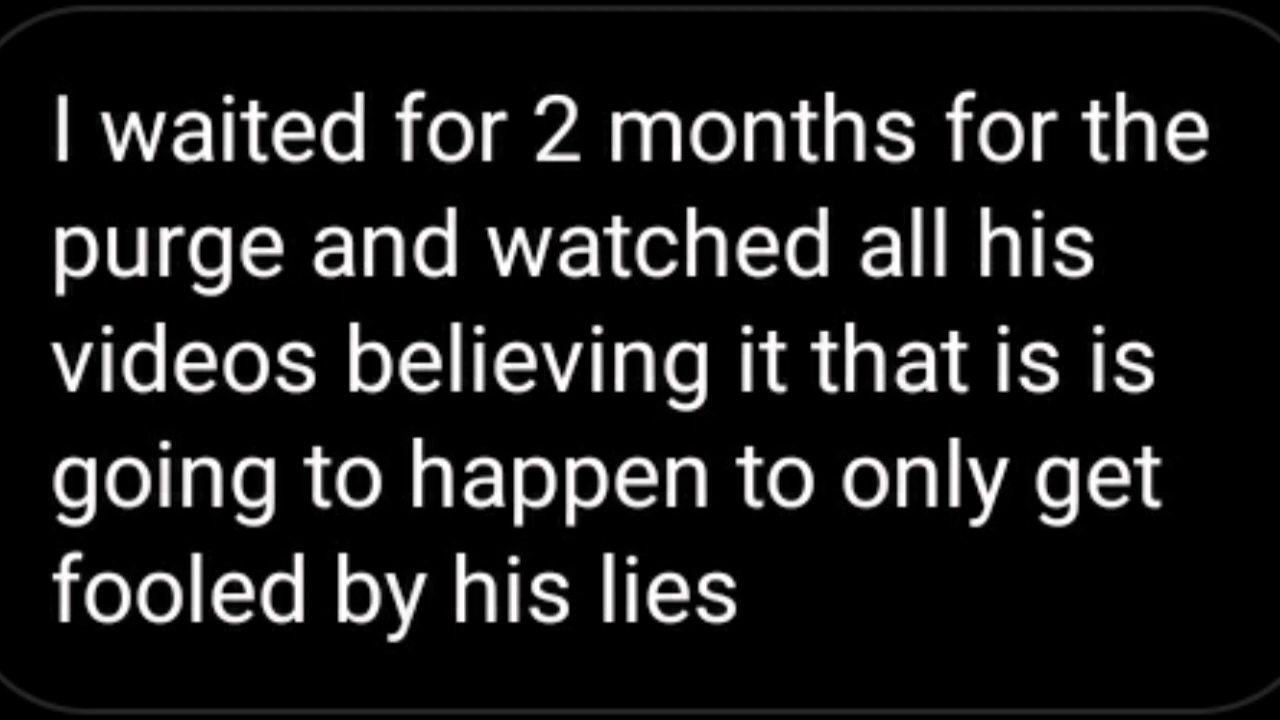 I waited for 2 months for the
purge and watched all his
videos believing it that is is
going to happen to only get
fooled by his lies